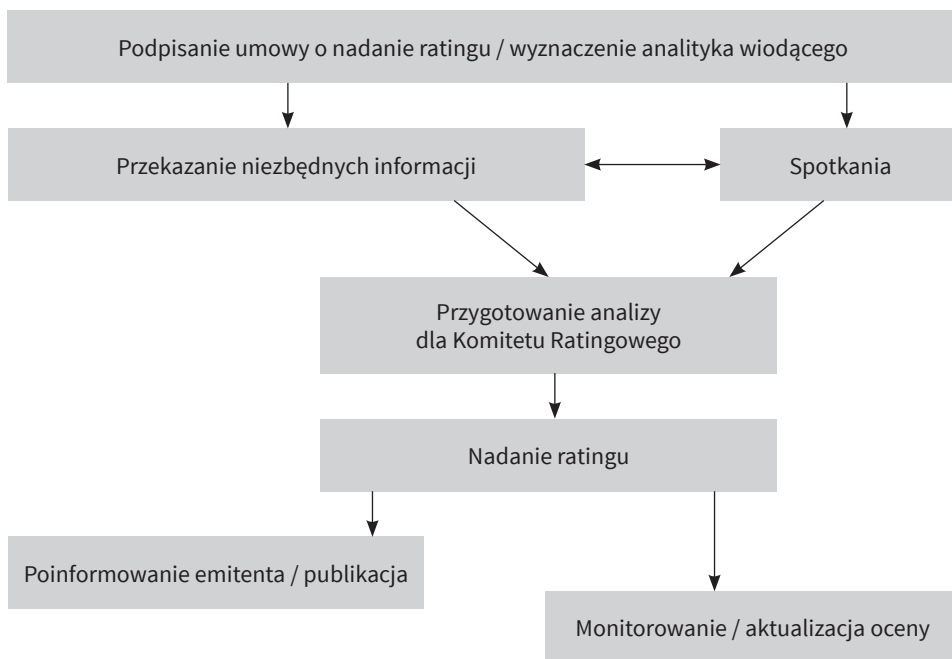 Podpisanie umowy o nadanie ratingu / wyznaczenie analityka wiodącego
Przekazanie niezbędnych informacji
Spotkania
Przygotowanie analizy
dla Komitetu Ratingowego
Nadanie ratingu
Poinformowanie emitenta / publikacja
Monitorowanie / aktualizacja oceny